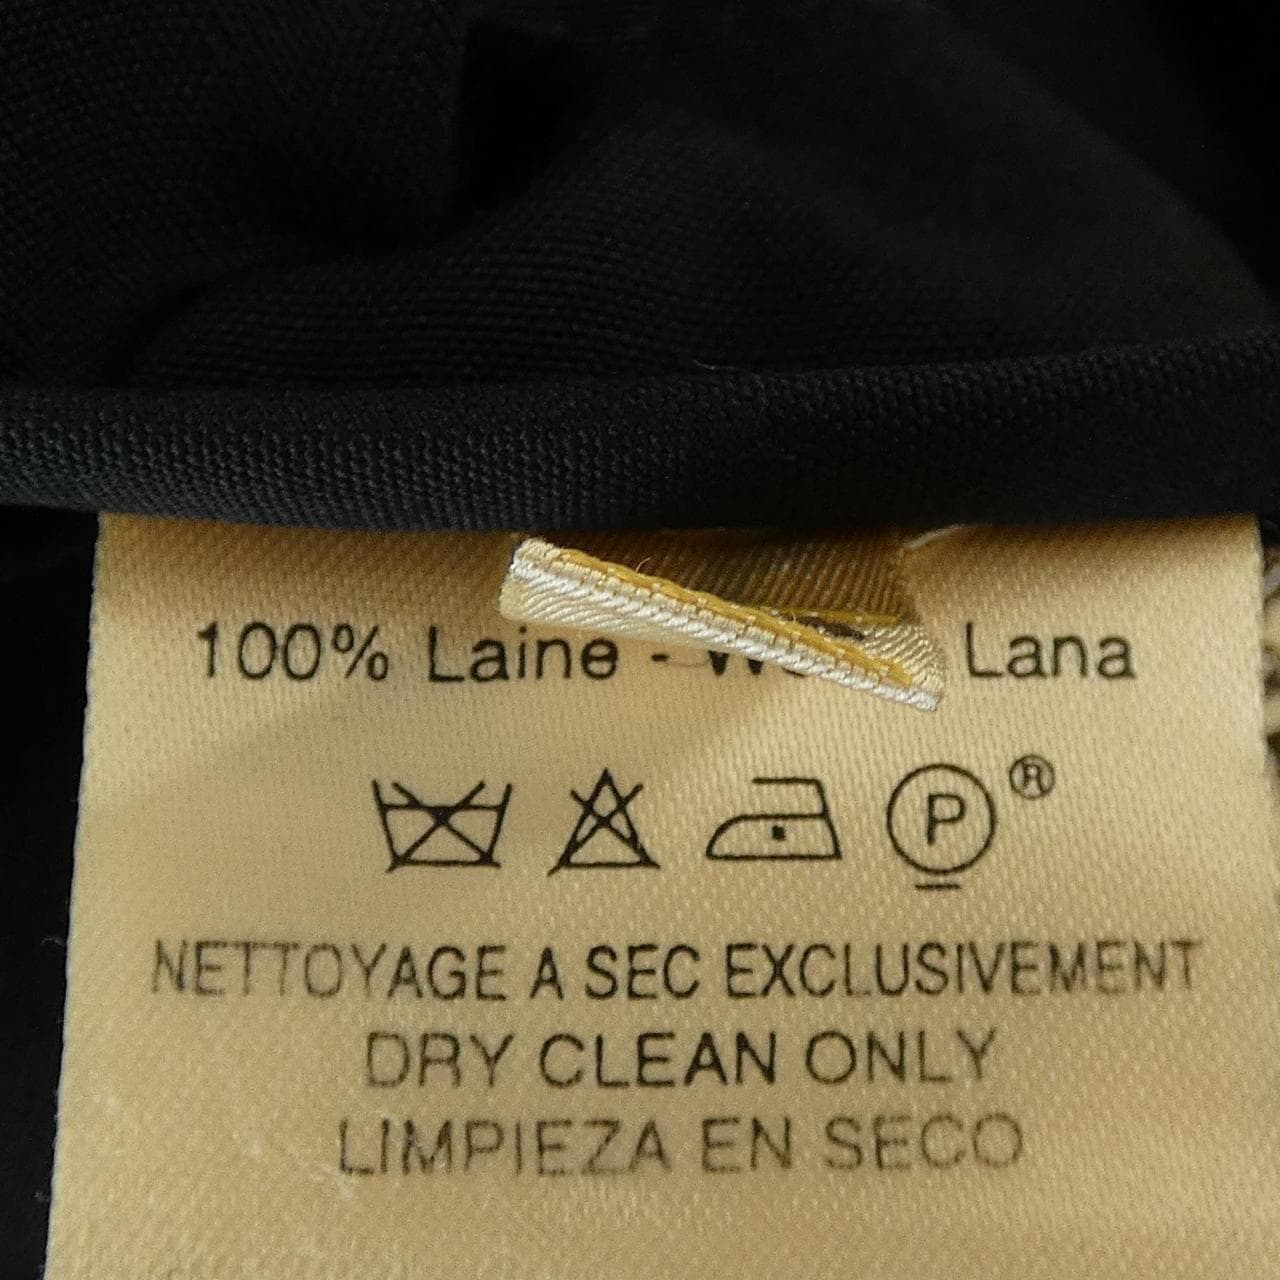 100% Laine - Lana
P ®
NETTOYAGE A SEC EXCLUSIVEMENT
DRY CLEAN ONLY
LIMPIEZA EN SECO